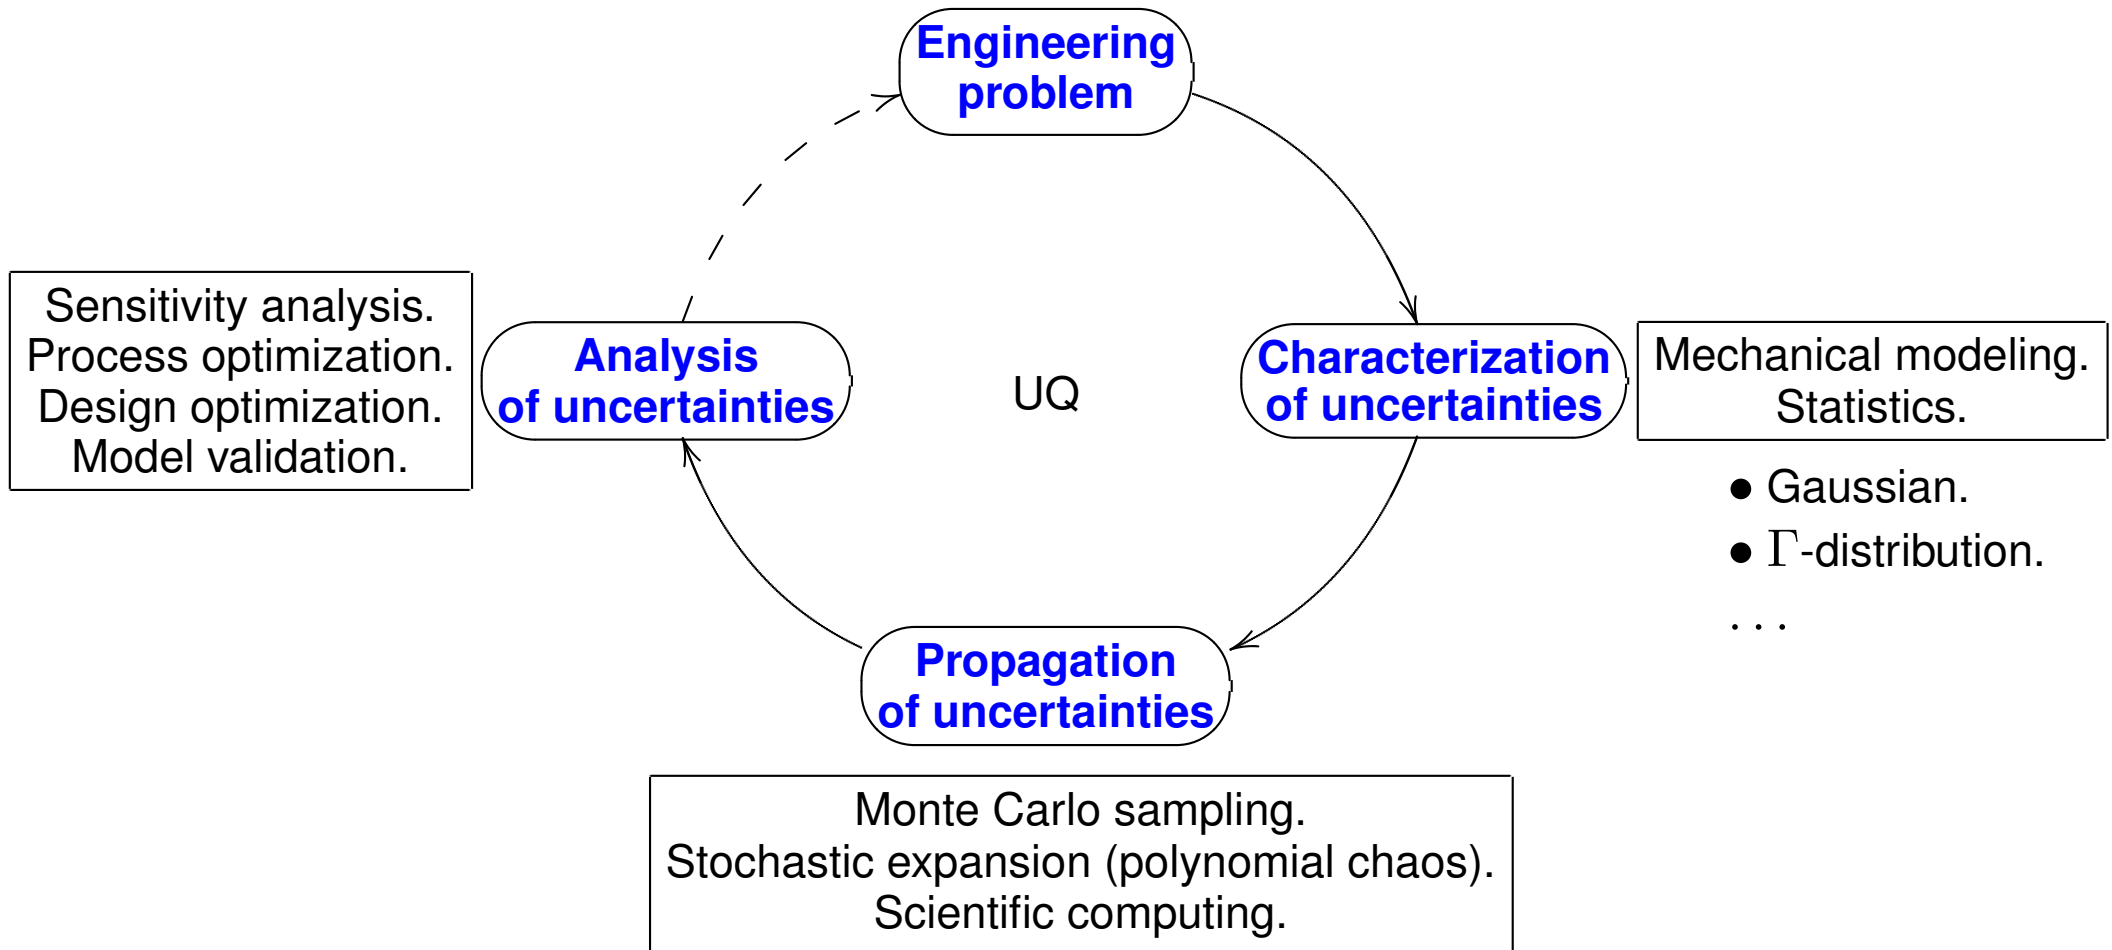 Engineering
problem
Sensitivity analysis.
Process optimization.
Design optimization.
Model validation.
Analysis
of uncertainties
UQ
Characterization
of uncertainties
Mechanical modeling.
Statistics.
● Gaussian.
● Γ-distribution.
. . .
Propagation
of uncertainties
Monte Carlo sampling.
Stochastic expansion (polynomial chaos).
Scientific computing.